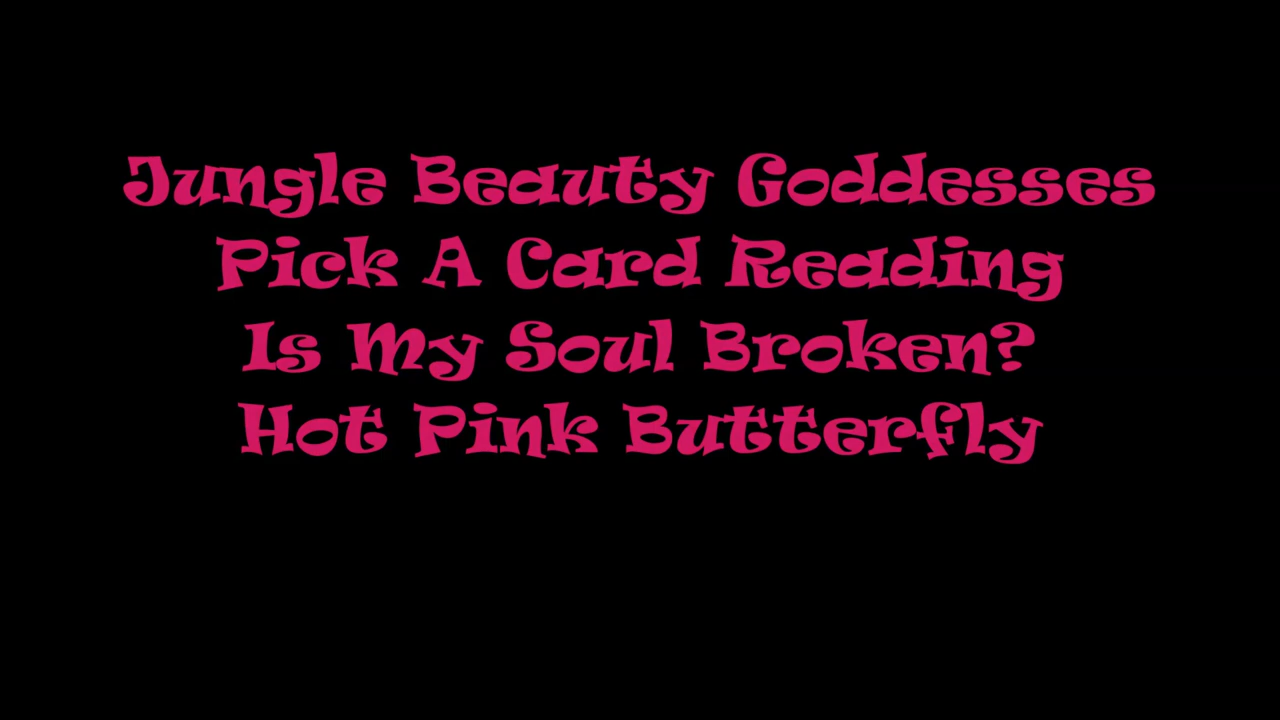 Jungle Beauty Goddesses
Pick A Card Reading
Is My Soul Broken?
Hot Pink Butterfly